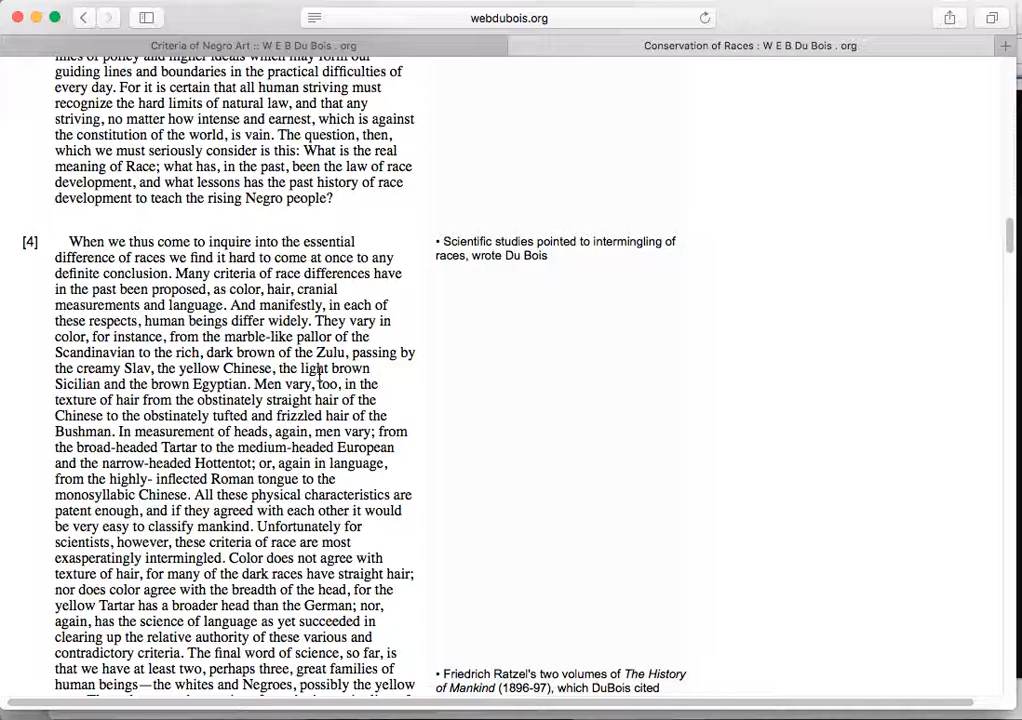 webdubois.org
Criteria of Negro Art :: W E B Du Bois . org
Conservation of Races : W E B Du Bois . org
lines of policy and higher ideals which may form our
guiding lines and boundaries in the practical difficulties of
every day. For it is certain that all human striving must
recognize the hard limits of natural law, and that any
striving, no matter how intense and earnest, which is against
the constitution of the world, is vain. The question, then,
which we must seriously consider is this: What is the real
meaning of Race; what has, in the past, been the law of race
development, and what lessons has the past history of race
development to teach the rising Negro people?
[4] When we thus come to inquire into the essential
difference of races we find it hard to come at once to any
definite conclusion. Many criteria of race differences have
in the past been proposed, as color, hair, cranial
measurements and language. And manifestly, in each of
these respects, human beings differ widely. They vary in
color, for instance, from the marble-like pallor of the
Scandinavian to the rich, dark brown of the Zulu, passing by
the creamy Slav, the yellow Chinese, the light brown
Sicilian and the brown Egyptian. Men vary, too, in the
texture of hair from the obstinately straight hair of the
Chinese to the obstinately tufted and frizzled hair of the
Bushman. In measurement of heads, again, men vary; from
the broad-headed Tartar to the medium-headed European
and the narrow-headed Hottentot; or, again in language,
from the highly- inflected Roman tongue to the
monosyllabic Chinese. All these physical characteristics are
patent enough, and if they agreed with each other it would
be very easy to classify mankind. Unfortunately for
scientists, however, these criteria of race are most
exasperatingly intermingled. Color does not agree with
texture of hair, for many of the dark races have straight hair;
nor does color agree with the breadth of the head, for the
yellow Tartar has a broader head than the German; nor,
again, has the science of language as yet succeeded in
clearing up the relative authority of these various and
contradictory criteria. The final word of science, so far, is
that we have at least two, perhaps three, great families of
human beings—the whites and Negroes, possibly the yellow
• Scientific studies pointed to intermingling of
races, wrote Du Bois
• Friedrich Ratzel's two volumes of The History
of Mankind (1896-97), which DuBois cited